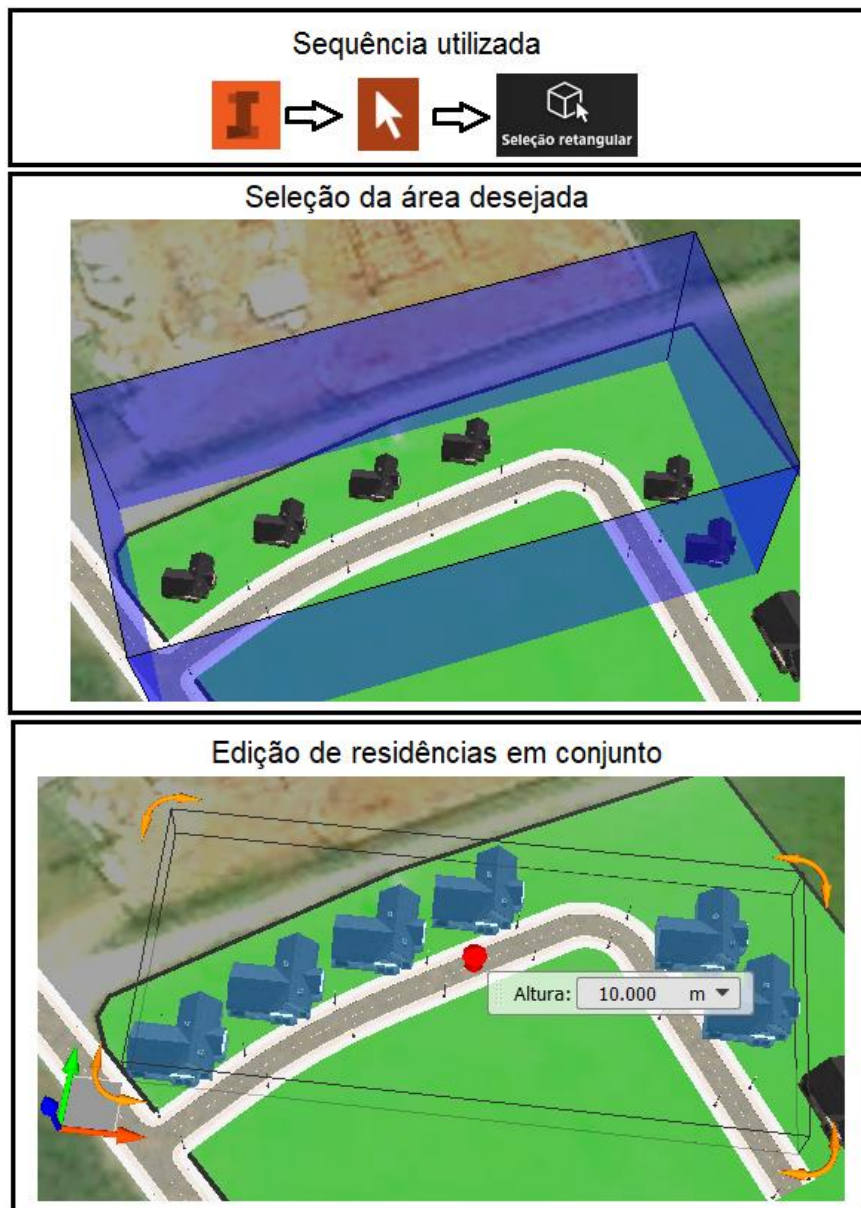 Sequência utilizada
Seleção retangular
Seleção da área desejada
Edição de residências em conjunto
Altura: 10.000 m